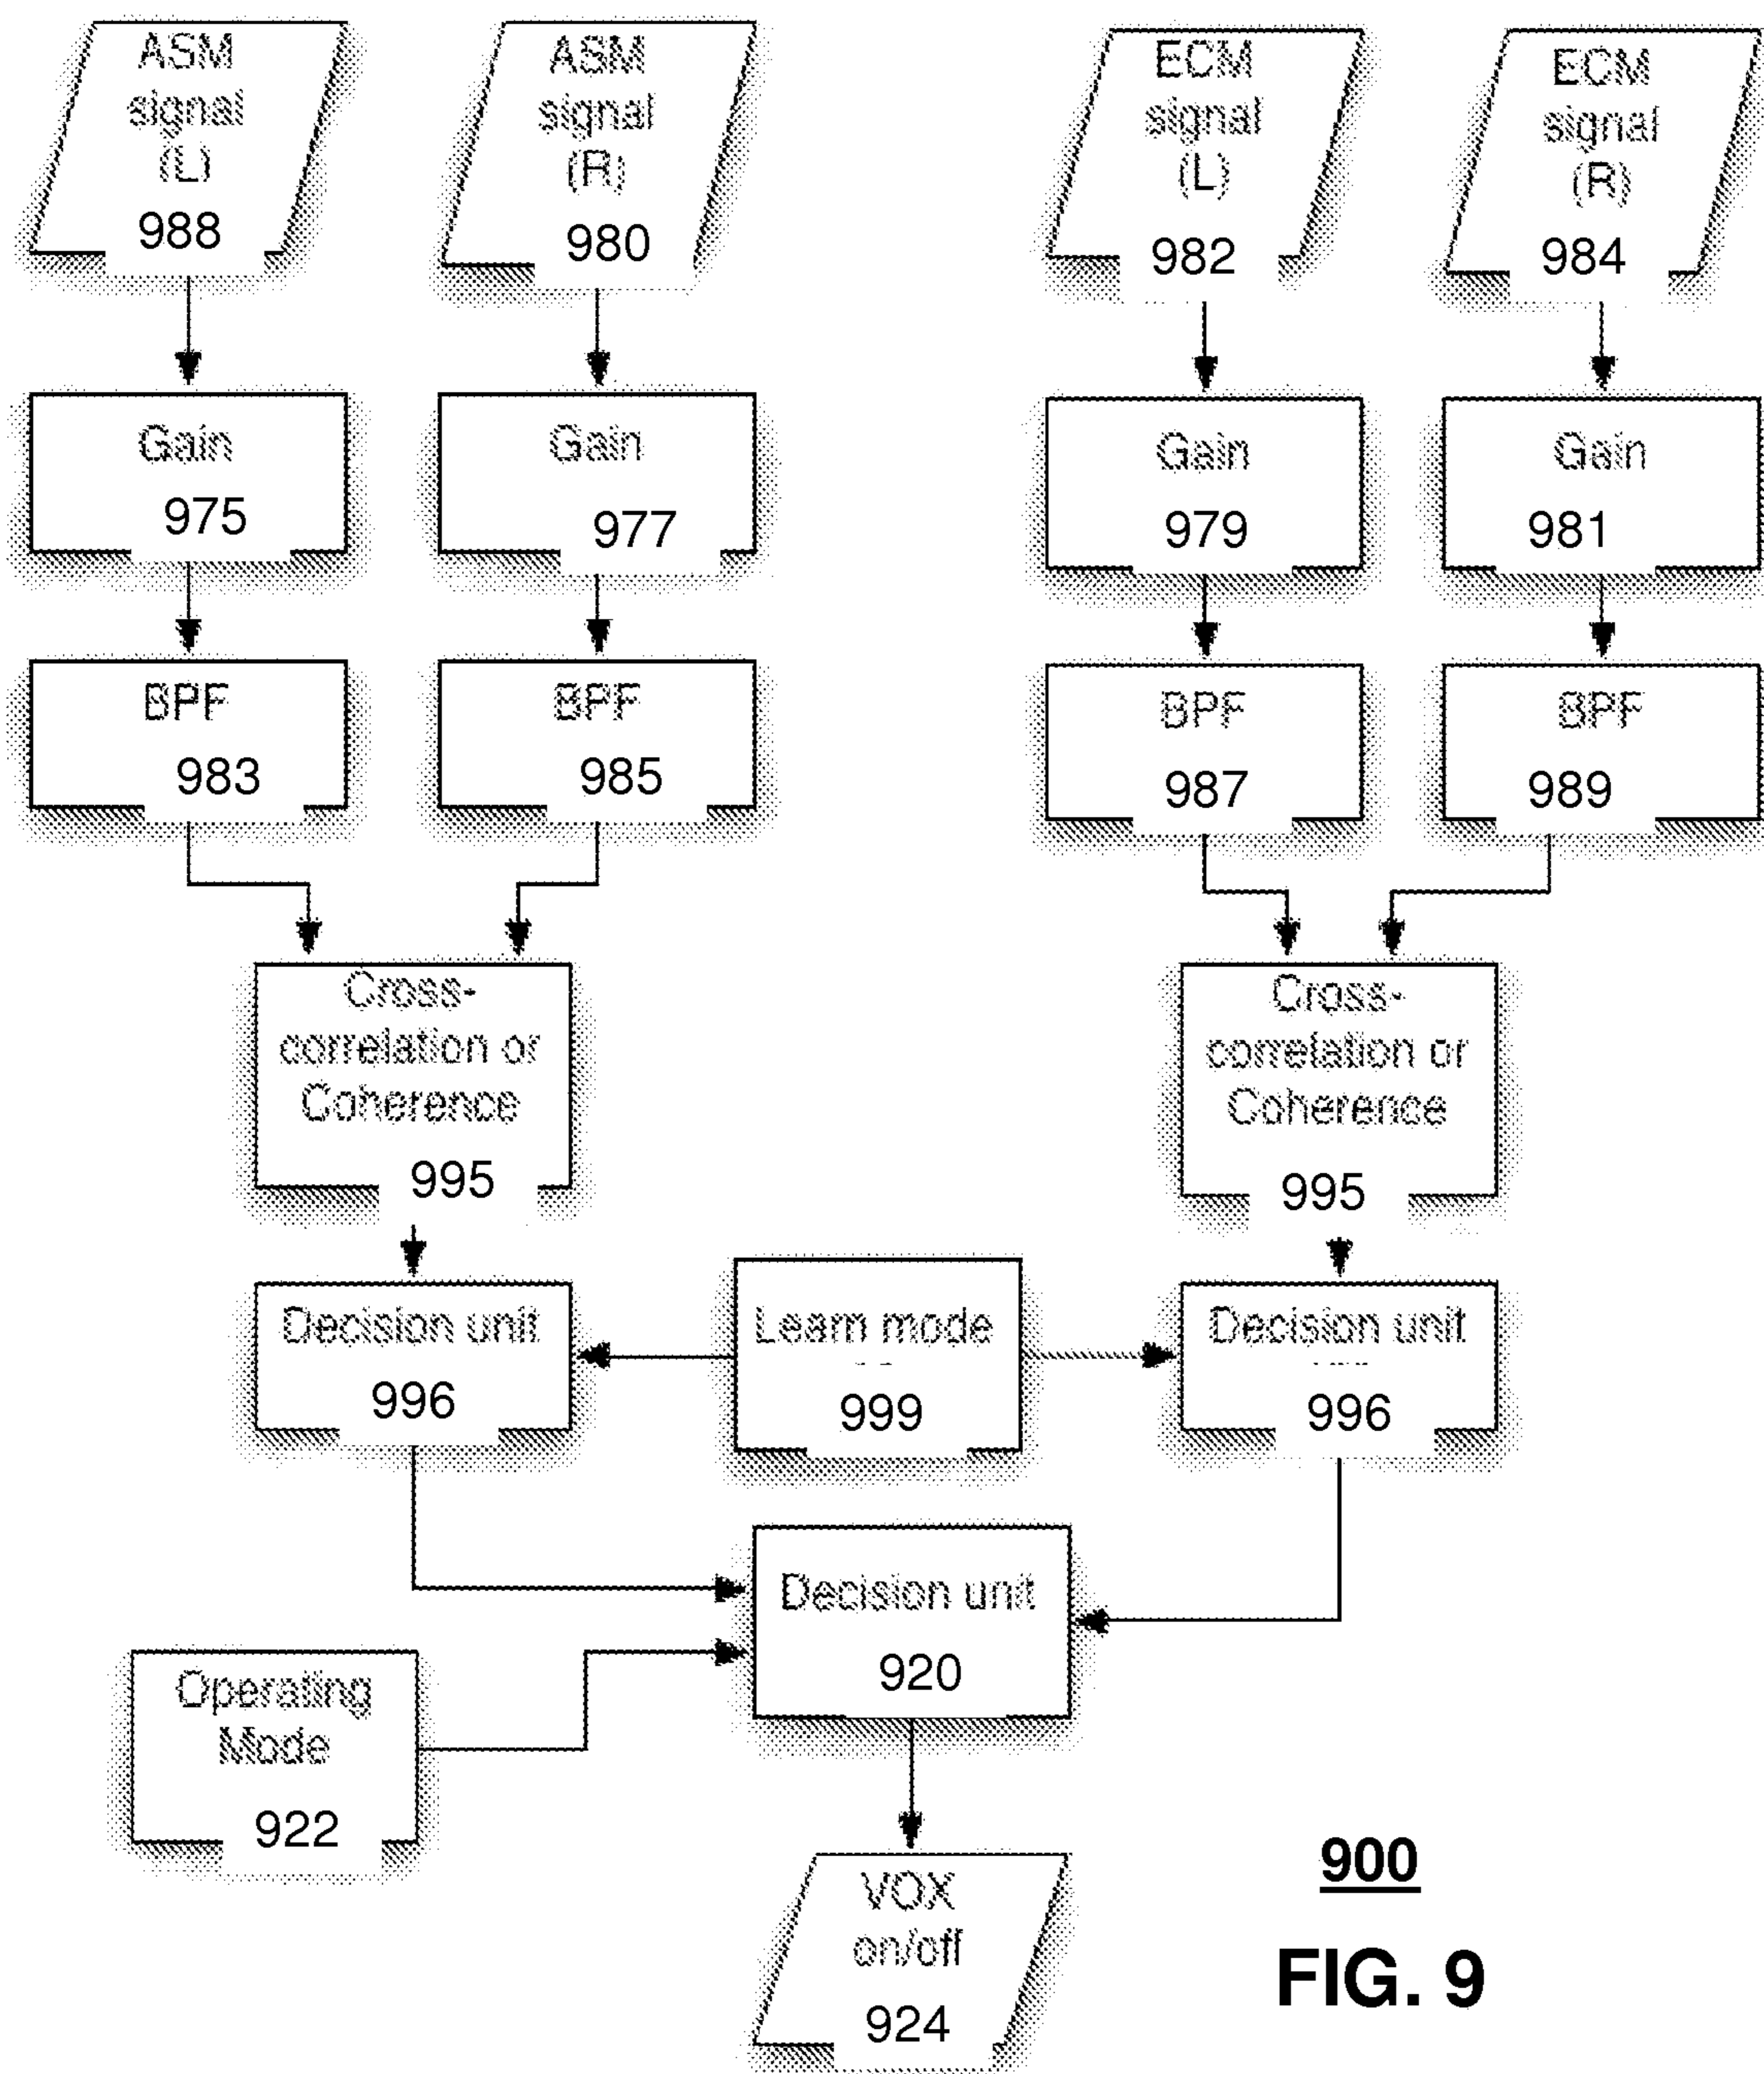 ASM
signal
(L)
988
ASM
signal
(R)
980
ECM
signal
(L)
982
ECM
signal
(R)
984
Gain
975
Gain
977
Gain
979
Gain
981
BPF
983
BPF
985
BPF
987
BPF
989
Cross-
correlation or
Coherence
995
Cross-
correlation or
Coherence
995
Decision unit
996
Learn mode
999
Decision unit
996
Decision unit
920
Operating
Mode
922
VOX
on/off
924
900
FIG. 9